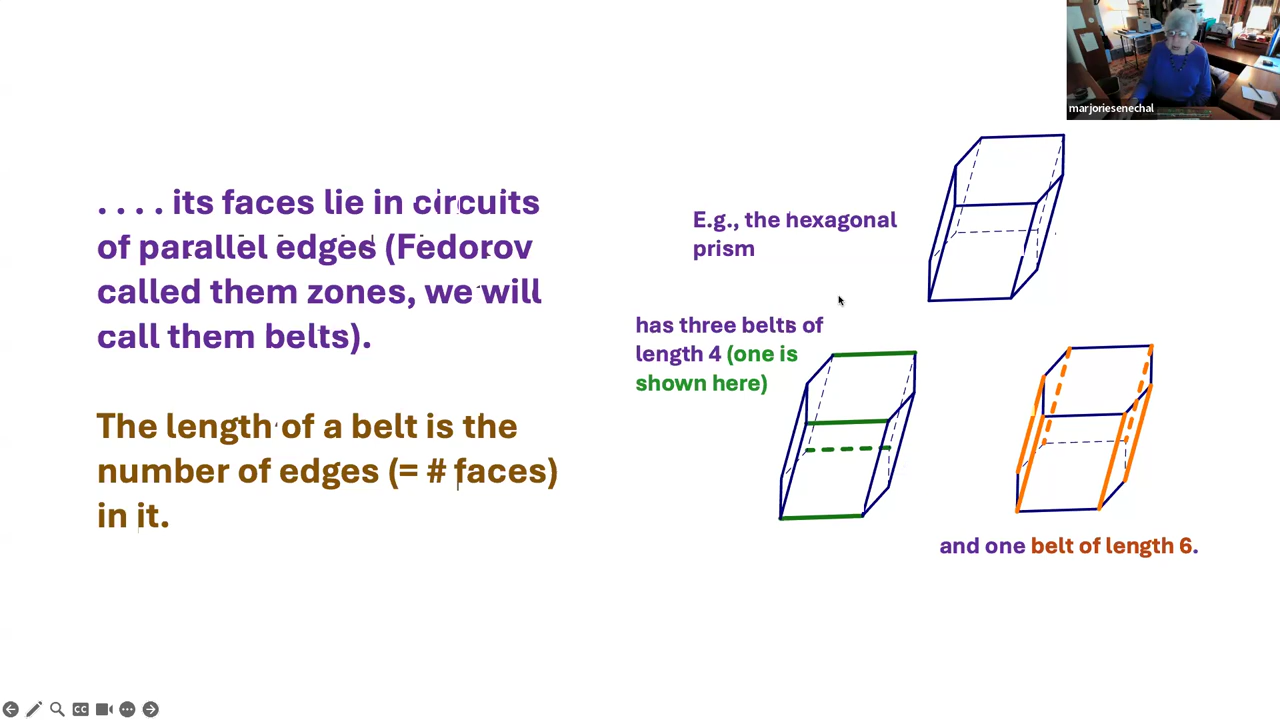 marjoriesenechal
. . . . its faces lie in circuits
of parallel edges (Fedorov
called them zones, we will
call them belts).
The length of a belt is the
number of edges (= # faces)
in it.
E.g., the hexagonal
prism
has three belts of
length 4 (one is
shown here)
and one belt of length 6.
CC